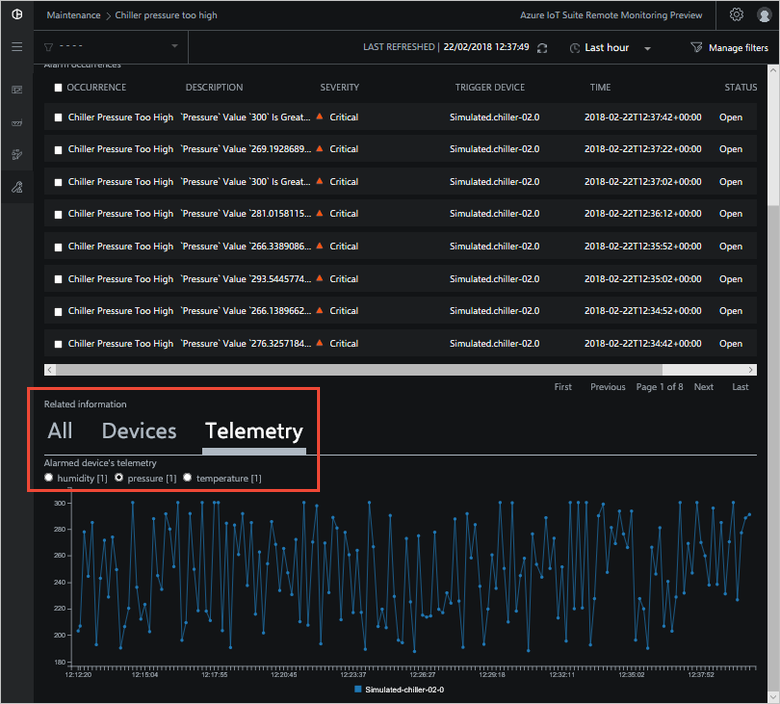 Maintenance > Chiller pressure too high Azure IoT Suite Remote Monitoring Preview
---- LAST REFRESHED | 22/02/2018 12:37:49 Last hour Manage filters
Alarm occurrences
OCCURRENCE DESCRIPTION SEVERITY TRIGGER DEVICE TIME STATUS
Chiller Pressure Too High `Pressure` Value `300` Is Great... Critical Simulated.chiller-02.0 2018-02-22T12:37:42+00:00 Open
Chiller Pressure Too High `Pressure` Value `269.1928689... Critical Simulated.chiller-02.0 2018-02-22T12:37:22+00:00 Open
Chiller Pressure Too High `Pressure` Value `300` Is Great... Critical Simulated.chiller-02.0 2018-02-22T12:37:02+00:00 Open
Chiller Pressure Too High `Pressure` Value `281.0158115... Critical Simulated.chiller-02.0 2018-02-22T12:36:12+00:00 Open
Chiller Pressure Too High `Pressure` Value `266.3389086... Critical Simulated.chiller-02.0 2018-02-22T12:35:52+00:00 Open
Chiller Pressure Too High `Pressure` Value `293.5445774... Critical Simulated.chiller-02.0 2018-02-22T12:35:02+00:00 Open
Chiller Pressure Too High `Pressure` Value `266.1389662... Critical Simulated.chiller-02.0 2018-02-22T12:34:52+00:00 Open
Chiller Pressure Too High `Pressure` Value `276.3257184... Critical Simulated.chiller-02.0 2018-02-22T12:34:42+00:00 Open
First Previous Page 1 of 8 Next Last
Related information
All Devices Telemetry
Alarmed device's telemetry
humidity [1] pressure [1] temperature [1]
300
280
260
240
220
200
180
12:12:20 12:15:04 12:17:55 12:20:45 12:23:37 12:26:27 12:29:18 12:32:11 12:35:02 12:37:52
Simulated-chiller-02-0